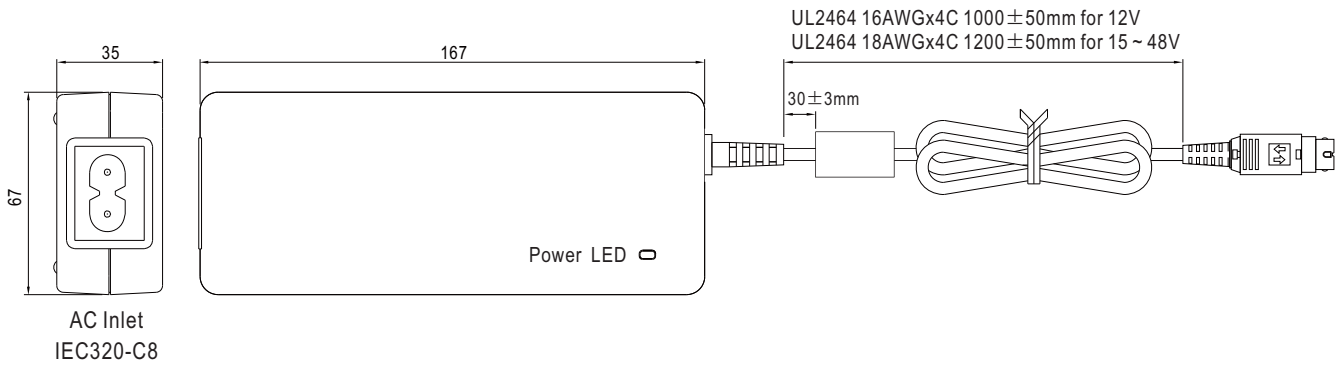 UL2464 16AWGx4C 1000±50mm for 12V
UL2464 18AWGx4C 1200±50mm for 15 ~ 48V
35
167
30±3mm
67
Power LED
AC Inlet
IEC320-C8